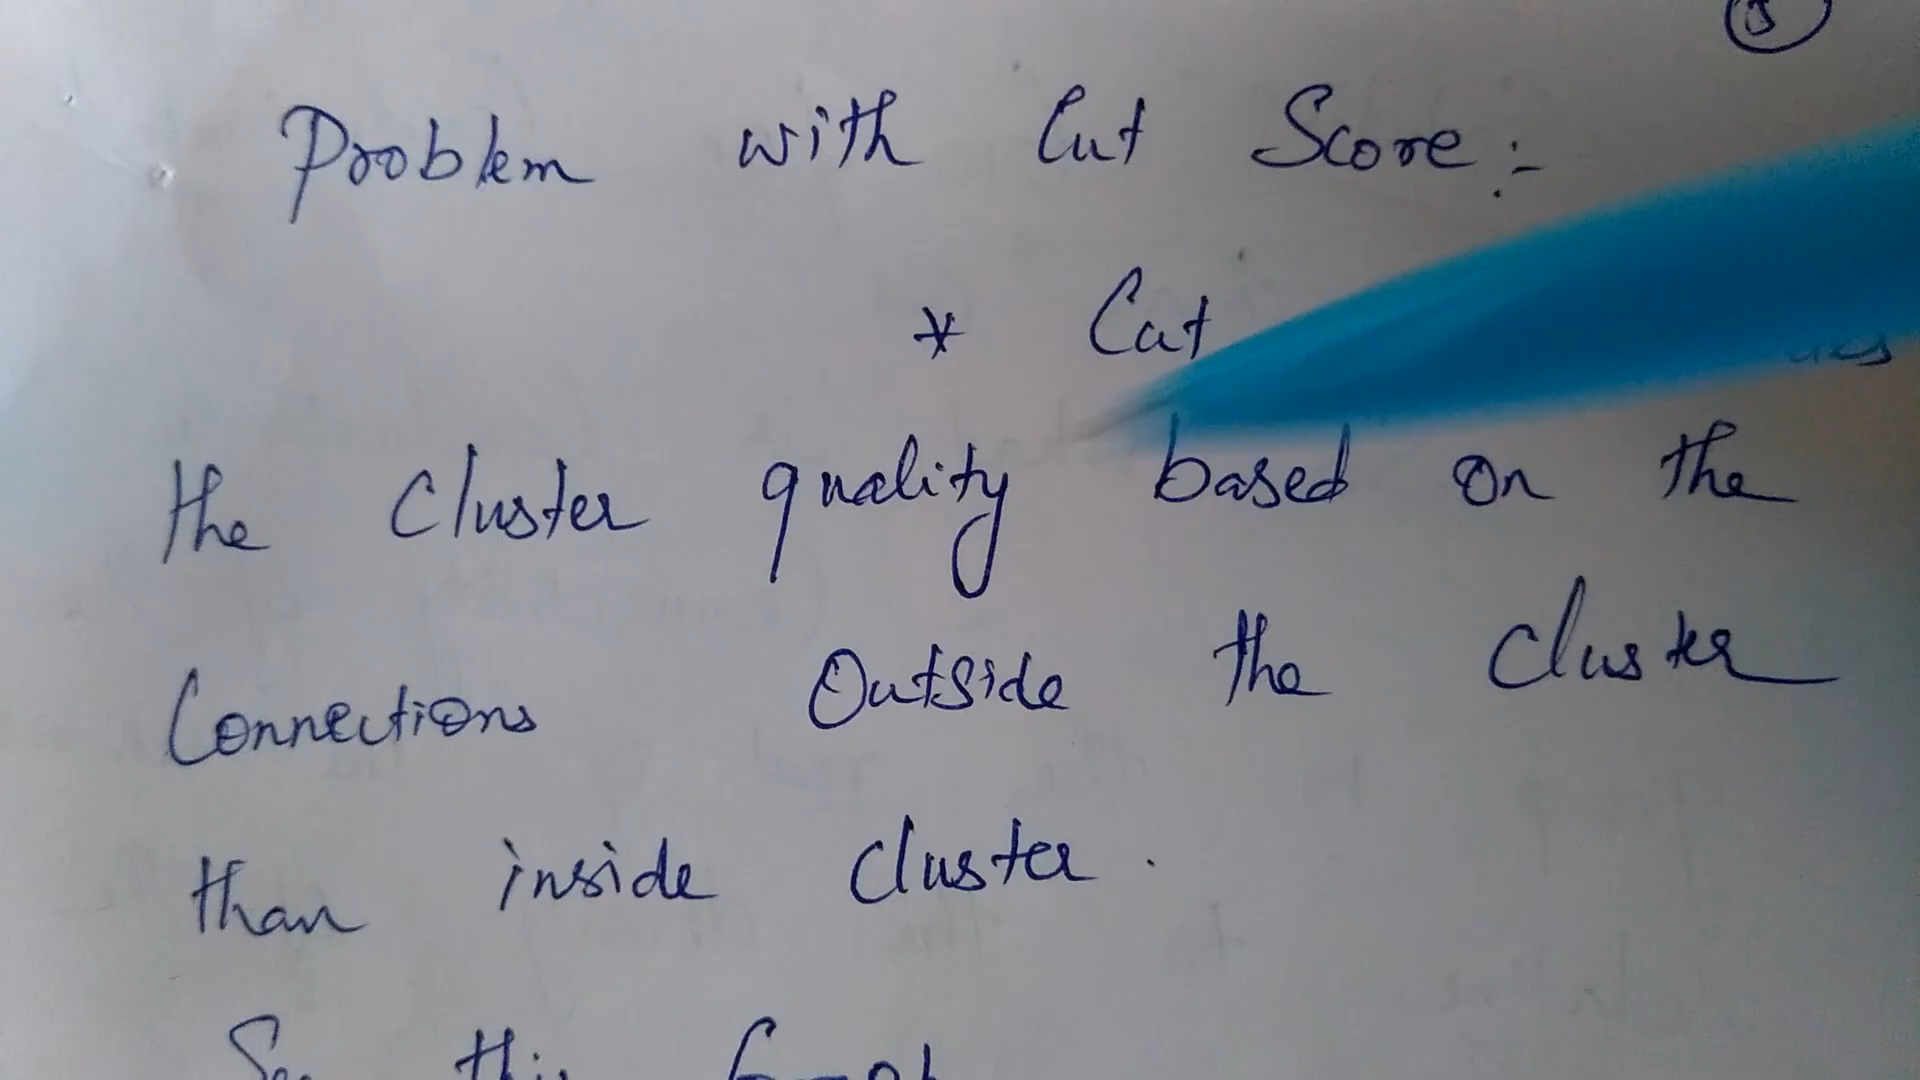 Problem with Cut Score :-
* Cut
the Cluster quality based on the
Connections Outside the Cluster
than inside Cluster .